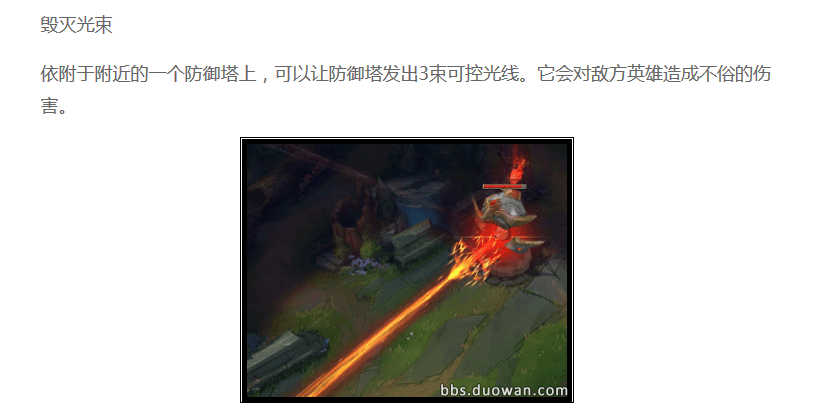 毁灭光束
依附于附近的一个防御塔上，可以让防御塔发出3束可控光线。它会对敌方英雄造成不俗的伤
害。
bbs.duowan.com